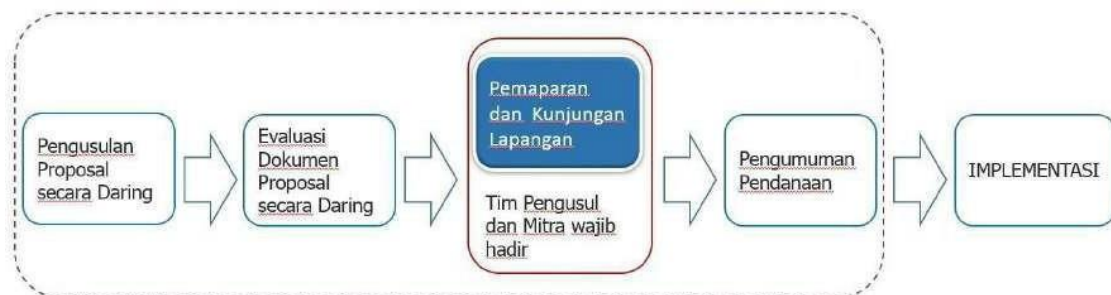 Pengusulan
Proposal
secara Daring
Evaluasi
Dokumen
Proposal
secara Daring
Pemaparan
dan Kunjungan
Lapangan
Tim Pengusul
dan Mitra wajib
hadir
Pengumuman
Pendanaan
IMPLEMENTASI